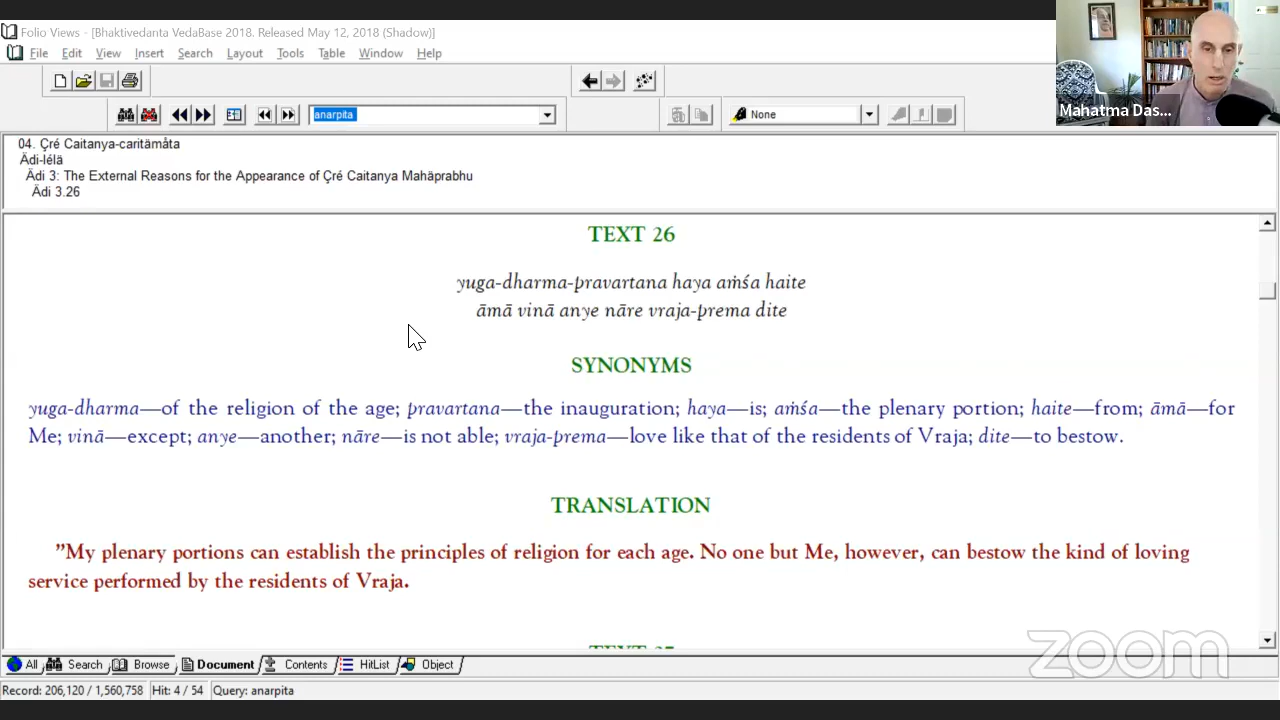 Folio Views - [Bhaktivedanta VedaBase 2018. Released May 12, 2018 (Shadow)]
File Edit View Insert Search Layout Tools Table Window Help
anarpita
None
Mahatma Das...
04. Çré Caitanya-caritämåta
Ädi-lélä
Ädi 3: The External Reasons for the Appearance of Çré Caitanya Mahäprabhu
Ädi 3.26
TEXT 26
yuga-dharma-pravartana haya aṁśa haite
āmā vinā anye nāre vraja-prema dite
SYNONYMS
yuga-dharma—of the religion of the age; pravartana—the inauguration; haya—is; aṁśa—the plenary portion; haite—from; āmā—for
Me; vinā—except; anye—another; nāre—is not able; vraja-prema—love like that of the residents of Vraja; dite—to bestow.
TRANSLATION
"My plenary portions can establish the principles of religion for each age. No one but Me, however, can bestow the kind of loving
service performed by the residents of Vraja.
zoom
All Search Browse Document Contents HitList Object
Record: 206,120 / 1,560,758 Hit: 4 / 54 Query: anarpita